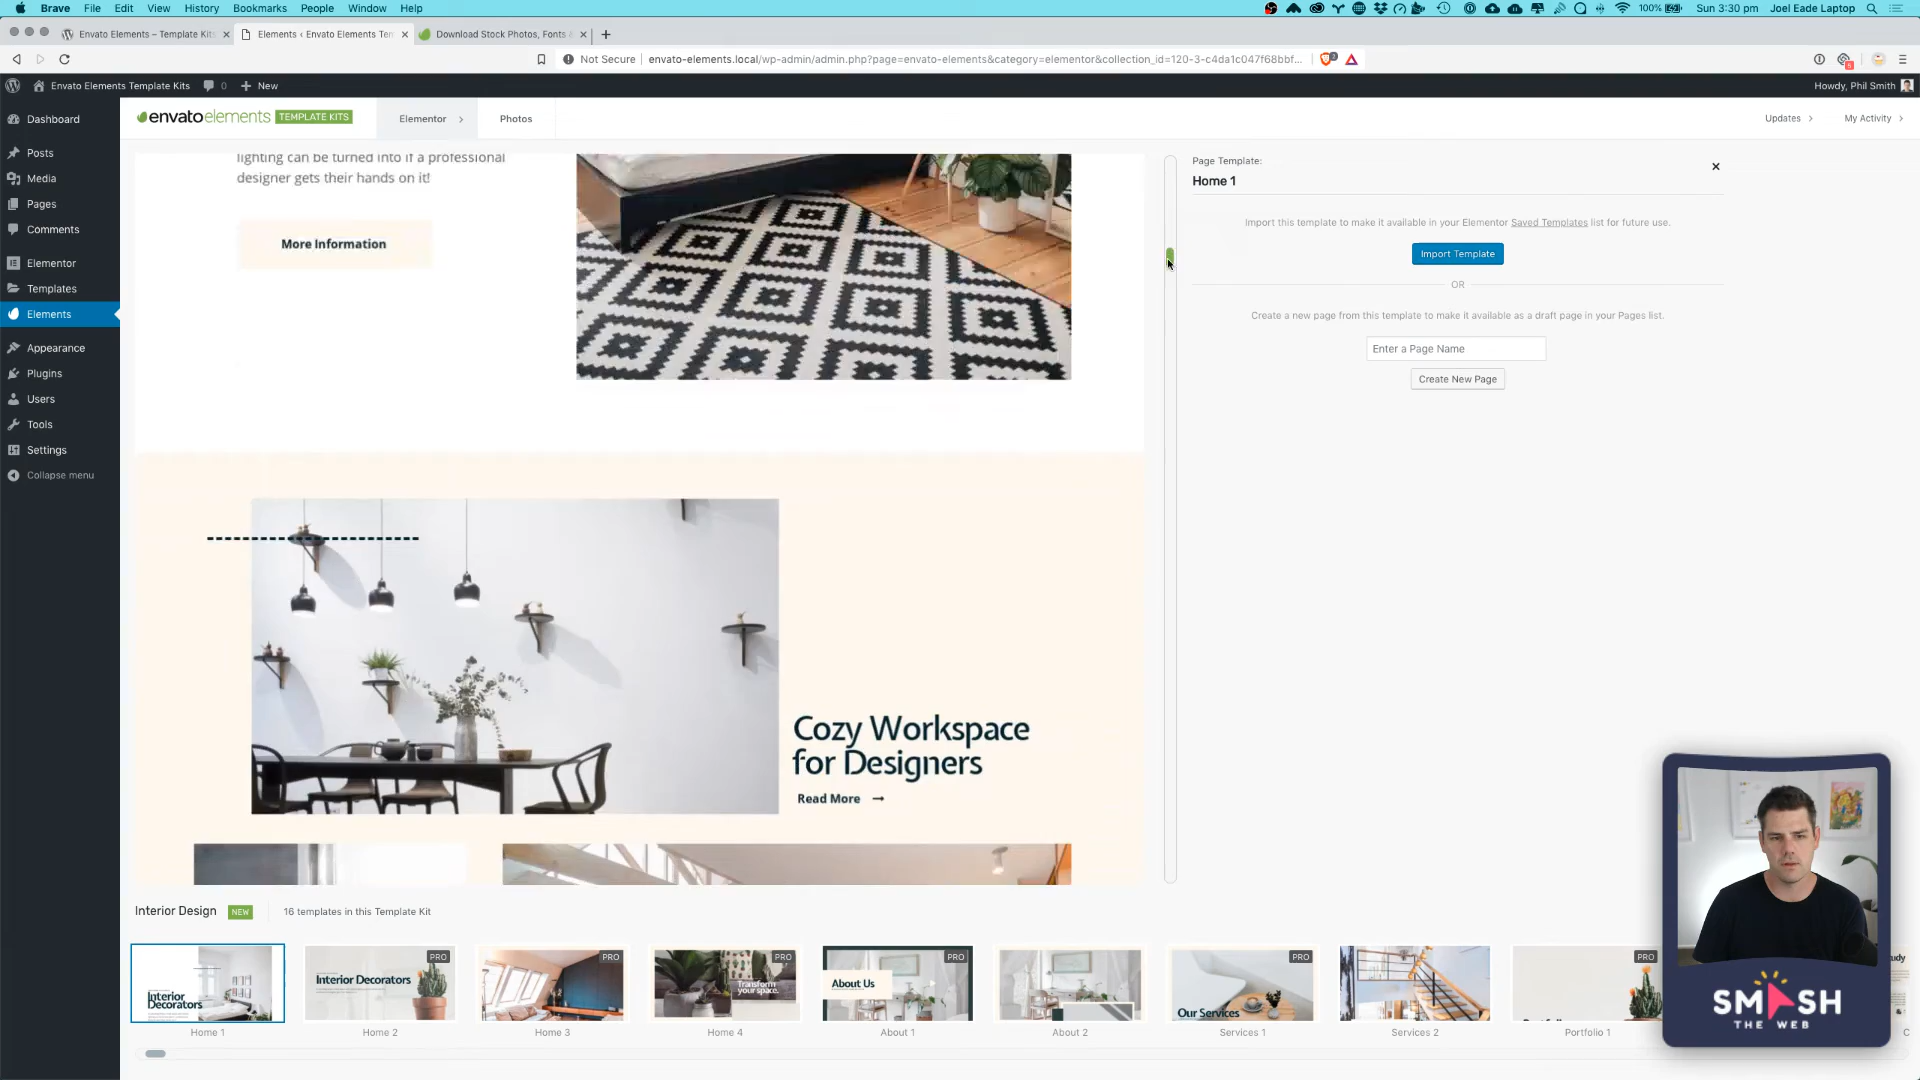 Brave File Edit View History Bookmarks People Window Help
100% Sun 3:30 pm Joel Eade Laptop
Envato Elements – Template Kits
Elements ‹ Envato Elements Tem
Download Stock Photos, Fonts &
Not Secure envato-elements.local/wp-admin/admin.php?page=envato-elements&category=elementor&collection_id=120-3-c4da1c047f68bbf...
Envato Elements Template Kits 0 New
Howdy, Phil Smith
Dashboard
Posts
Media
Pages
Comments
Elementor
Templates
Elements
Appearance
Plugins
Users
Tools
Settings
Collapse menu
envatoelements TEMPLATE KITS
Elementor
Photos
Updates
My Activity
lighting can be turned into if a professional
designer gets their hands on it!
More Information
Cozy Workspace
for Designers
Read More
Page Template:
Home 1
Import this template to make it available in your Elementor Saved Templates list for future use.
Import Template
OR
Create a new page from this template to make it available as a draft page in your Pages list.
Enter a Page Name
Create New Page
Interior Design NEW 16 templates in this Template Kit
Interior
Decorators
Home 1
PRO
Interior Decorators
Home 2
PRO
Home 3
PRO
Transform
your space.
Home 4
PRO
About Us
About 1
About 2
PRO
Our Services
Services 1
Services 2
PRO
Portfolio 1
SMASH
THE WEB